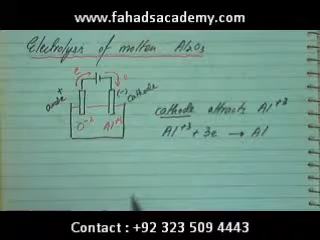 www.fahadsacademy.com
Electrolysis of molten Al2O3
e e
+ (-)
anode cathode
O-2 Al+3
cathode attracts Al+3
Al+3 + 3e → Al
Contact : +92 323 509 4443